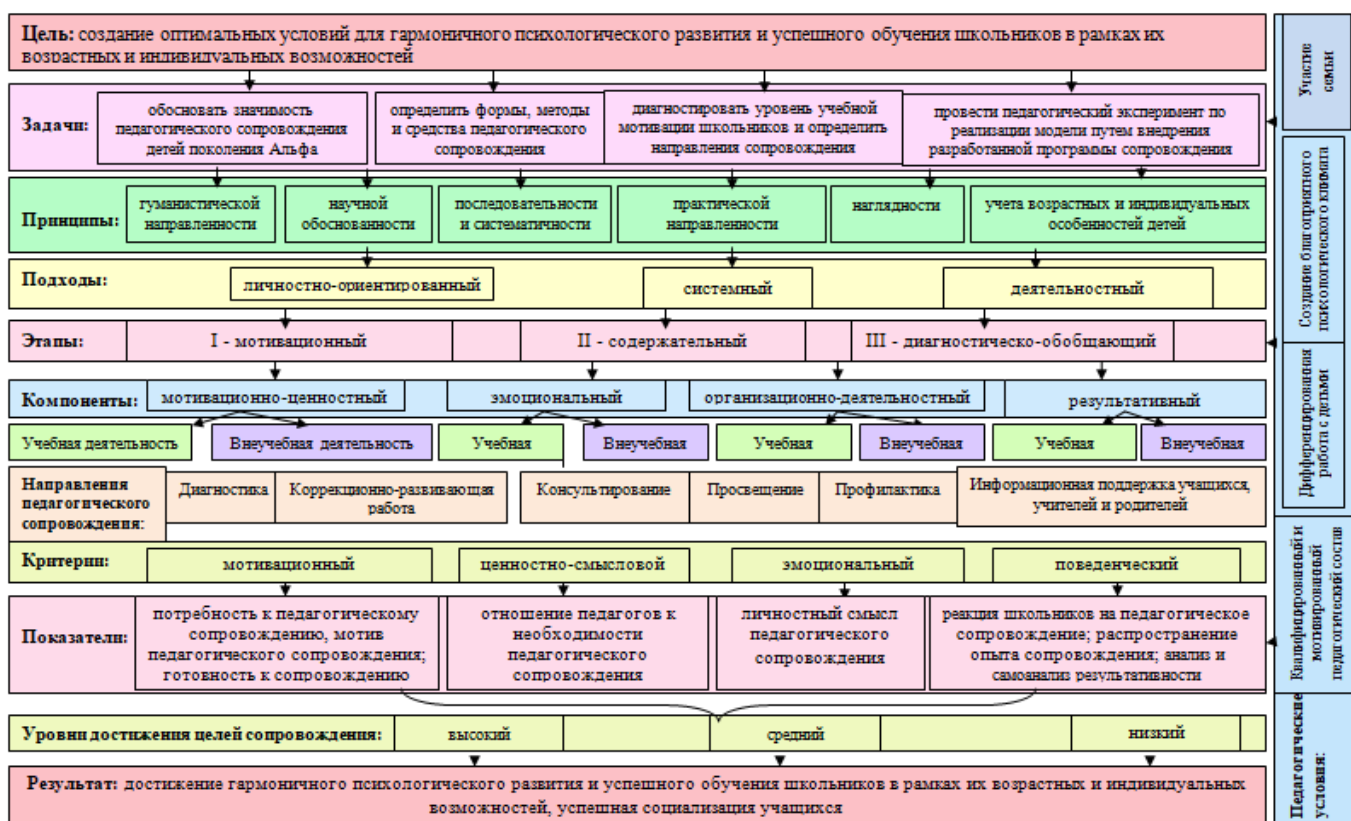 Цель: создание оптимальных условий для гармоничного психологического развития и успешного обучения школьников в рамках их
возрастных и индивидуальных возможностей
Задачи:
обосновать значимость
педагогического сопровождения
детей поколения Альфа
определить формы, методы
и средства педагогического
сопровождения
диагностировать уровень учебной
мотивации школьников и определить
направления сопровождения
провести педагогический эксперимент по
реализации модели путем внедрения
разработанной программы сопровождения
Принципы:
гуманистической
направленности
научной
обоснованности
последовательности
и систематичности
практической
направленности
наглядности
учета возрастных и индивидуальных
особенностей детей
Подходы:
личностно-ориентированный
системный
деятельностный
Этапы:
I - мотивационный
II - содержательный
III - диагностическо-обобщающий
Компоненты:
мотивационно-ценностный
эмоциональный
организационно-деятельностный
результативный
Учебная деятельность
Внеучебная деятельность
Учебная
Внеучебная
Учебная
Внеучебная
Учебная
Внеучебная
Направления
педагогического
сопровождения:
Диагностика
Коррекционно-развивающая
работа
Консультирование
Просвещение
Профилактика
Информационная поддержка учащихся,
учителей и родителей
Критерии:
мотивационный
ценностно-смысловой
эмоциональный
поведенческий
Показатели:
потребность к педагогическому
сопровождению, мотив
педагогического сопровождения;
готовность к сопровождению
отношение педагогов к
необходимости
педагогического
сопровождения
личностный смысл
педагогического
сопровождения
реакция школьников на педагогическое
сопровождение; распространение
опыта сопровождения; анализ и
самоанализ результативности
Уровни достижения целей сопровождения:
высокий
средний
низкий
Результат: достижение гармоничного психологического развития и успешного обучения школьников в рамках их возрастных и индивидуальных
возможностей, успешная социализация учащихся
Участие
семьи
Создание благоприятного
психологического климата
Дифференцированная
работа с детьми
Квалифицированный и
мотивированный
педагогический состав
Педагогические
условия: